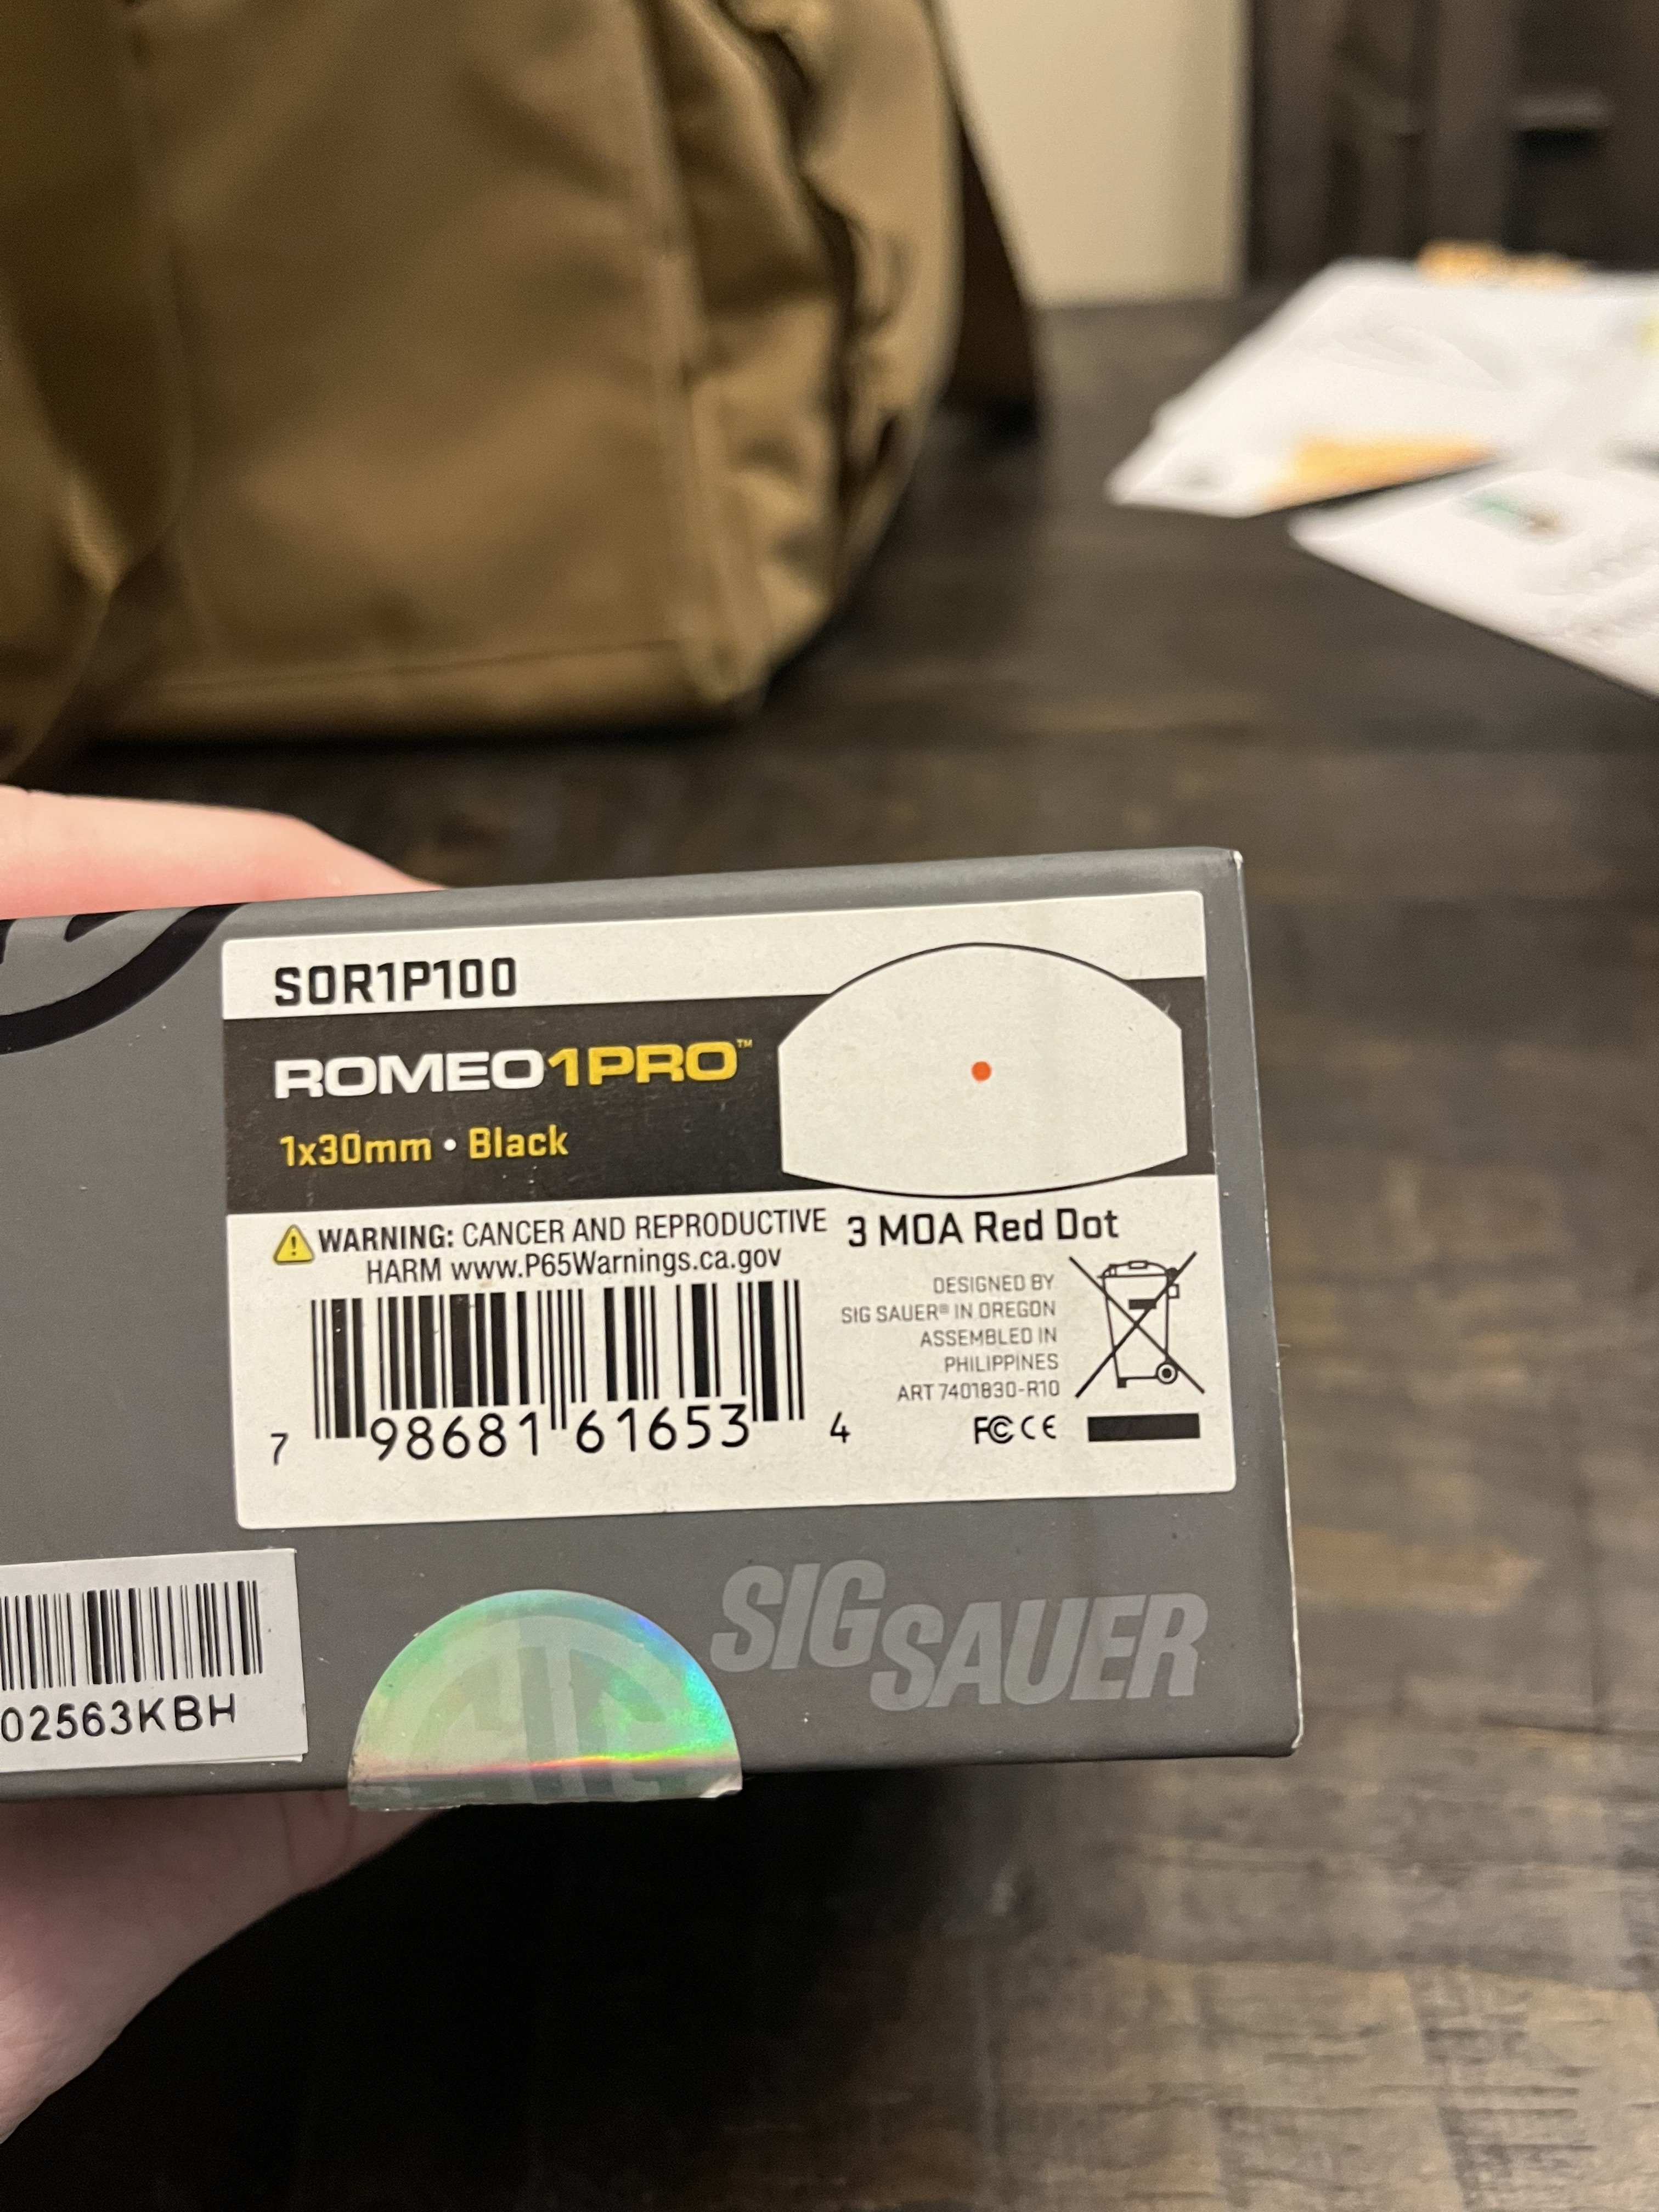 SOR1P100
ROMEO1PRO™
1x30mm • Black
WARNING: CANCER AND REPRODUCTIVE
HARM www.P65Warnings.ca.gov
3 MOA Red Dot
DESIGNED BY
SIG SAUER® IN OREGON
ASSEMBLED IN
PHILIPPINES
ART 7401830-R10
FC CE
7 98681 61653 4
02563KBH
SIG SAUER